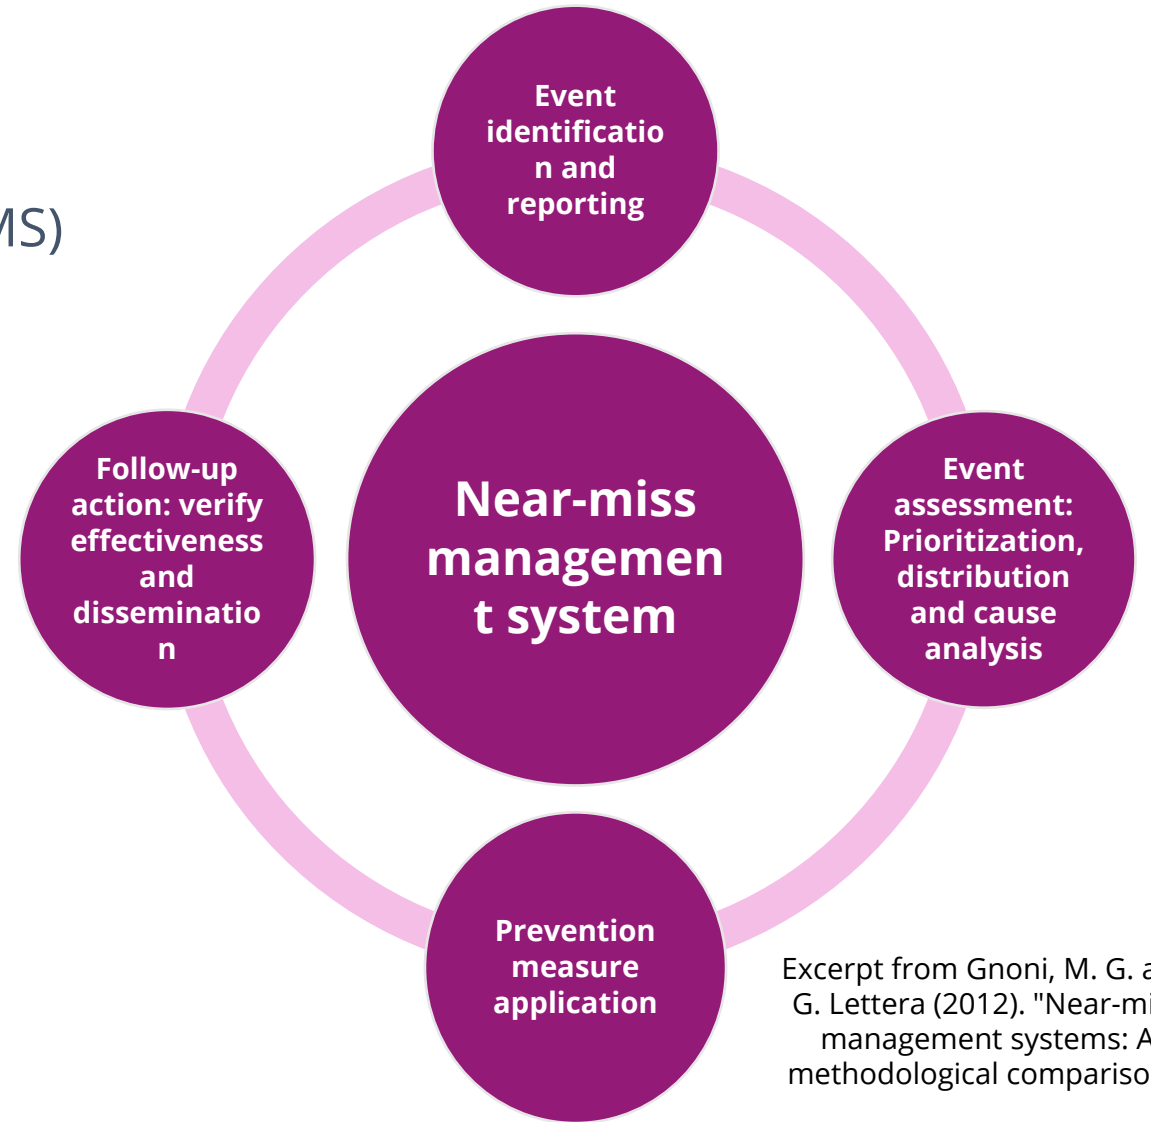 Event
identificatio
n and
reporting
MS)
Follow-up
action: verify
effectiveness
and
disseminatio
n
Near-miss
managemen
t system
Event
assessment:
Prioritization,
distribution
and cause
analysis
Prevention
measure
application
Excerpt from Gnoni, M. G. a
G. Lettera (2012). "Near-mi
management systems: A
methodological compariso